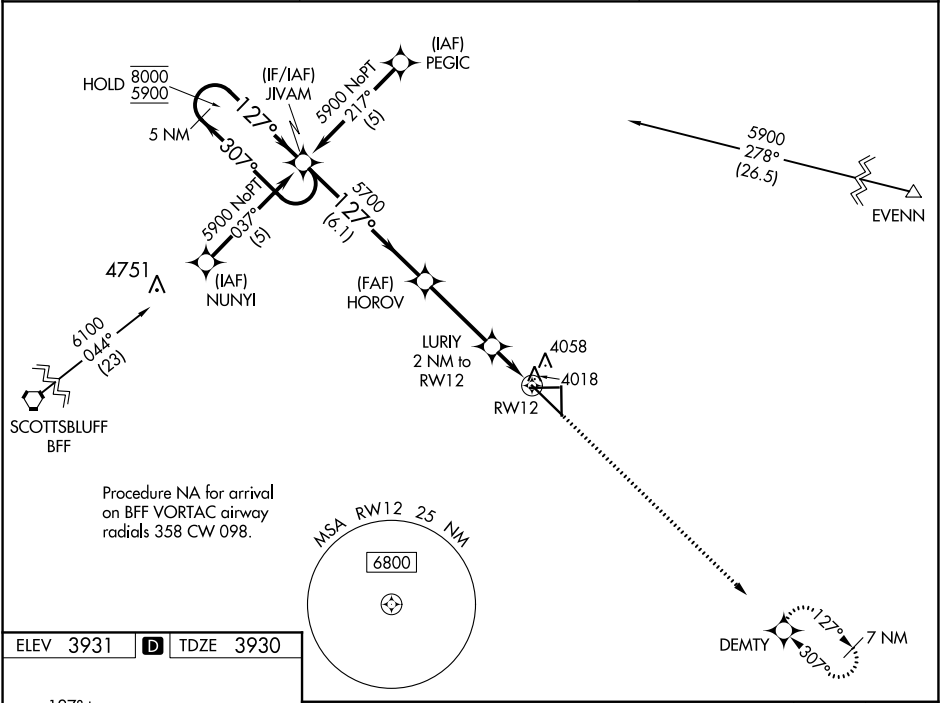 (IAF)
PEGIC
HOLD 8000
5900
(IF/IAF)
JIVAM
5900 NoPT
217°
(5)
127°
5 NM
307°
5900
278°
(26.5)
EVENN
5900 NoPT
037°
(5)
5700
127°
(6.1)
4751
(IAF)
NUNYI
(FAF)
HOROV
6100
044°
(23)
LURIY
2 NM to
RW12
4058
4018
RW12
SCOTTSBLUFF
BFF
Procedure NA for arrival
on BFF VORTAC airway
radials 358 CW 098.
MSA RW12 25 NM
6800
127°
7 NM
DEMTY
307°
ELEV 3931 D TDZE 3930